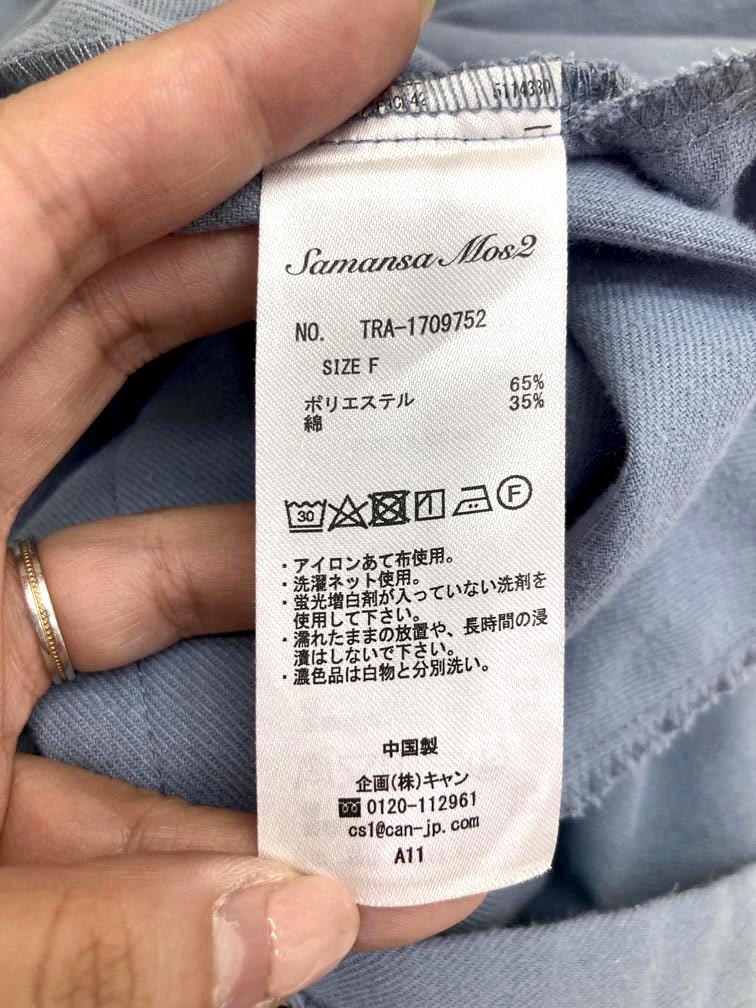 5114330
Samansa Mos2
NO. TRA-1709752
SIZE F
ポリエステル 65%
綿 35%
30
F
・アイロンあて布使用。
・洗濯ネット使用。
・蛍光増白剤が入っていない洗剤を
使用して下さい。
・濡れたままの放置や、長時間の浸
漬はしないで下さい。
・濃色品は白物と分別洗い。
中国製
企画(株)キャン
0120-112961
cs1@can-jp.com
A11